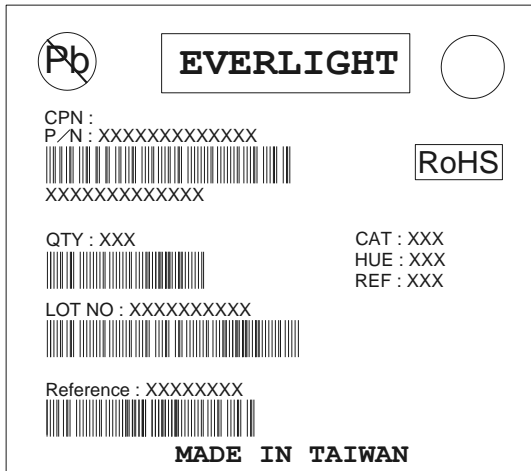 Pb
EVERLIGHT
CPN :
P/N : XXXXXXXXXXXXX
XXXXXXXXXXXXX
RoHS
QTY : XXX
CAT : XXX
HUE : XXX
REF : XXX
LOT NO : XXXXXXXXXX
Reference : XXXXXXXX
MADE IN TAIWAN